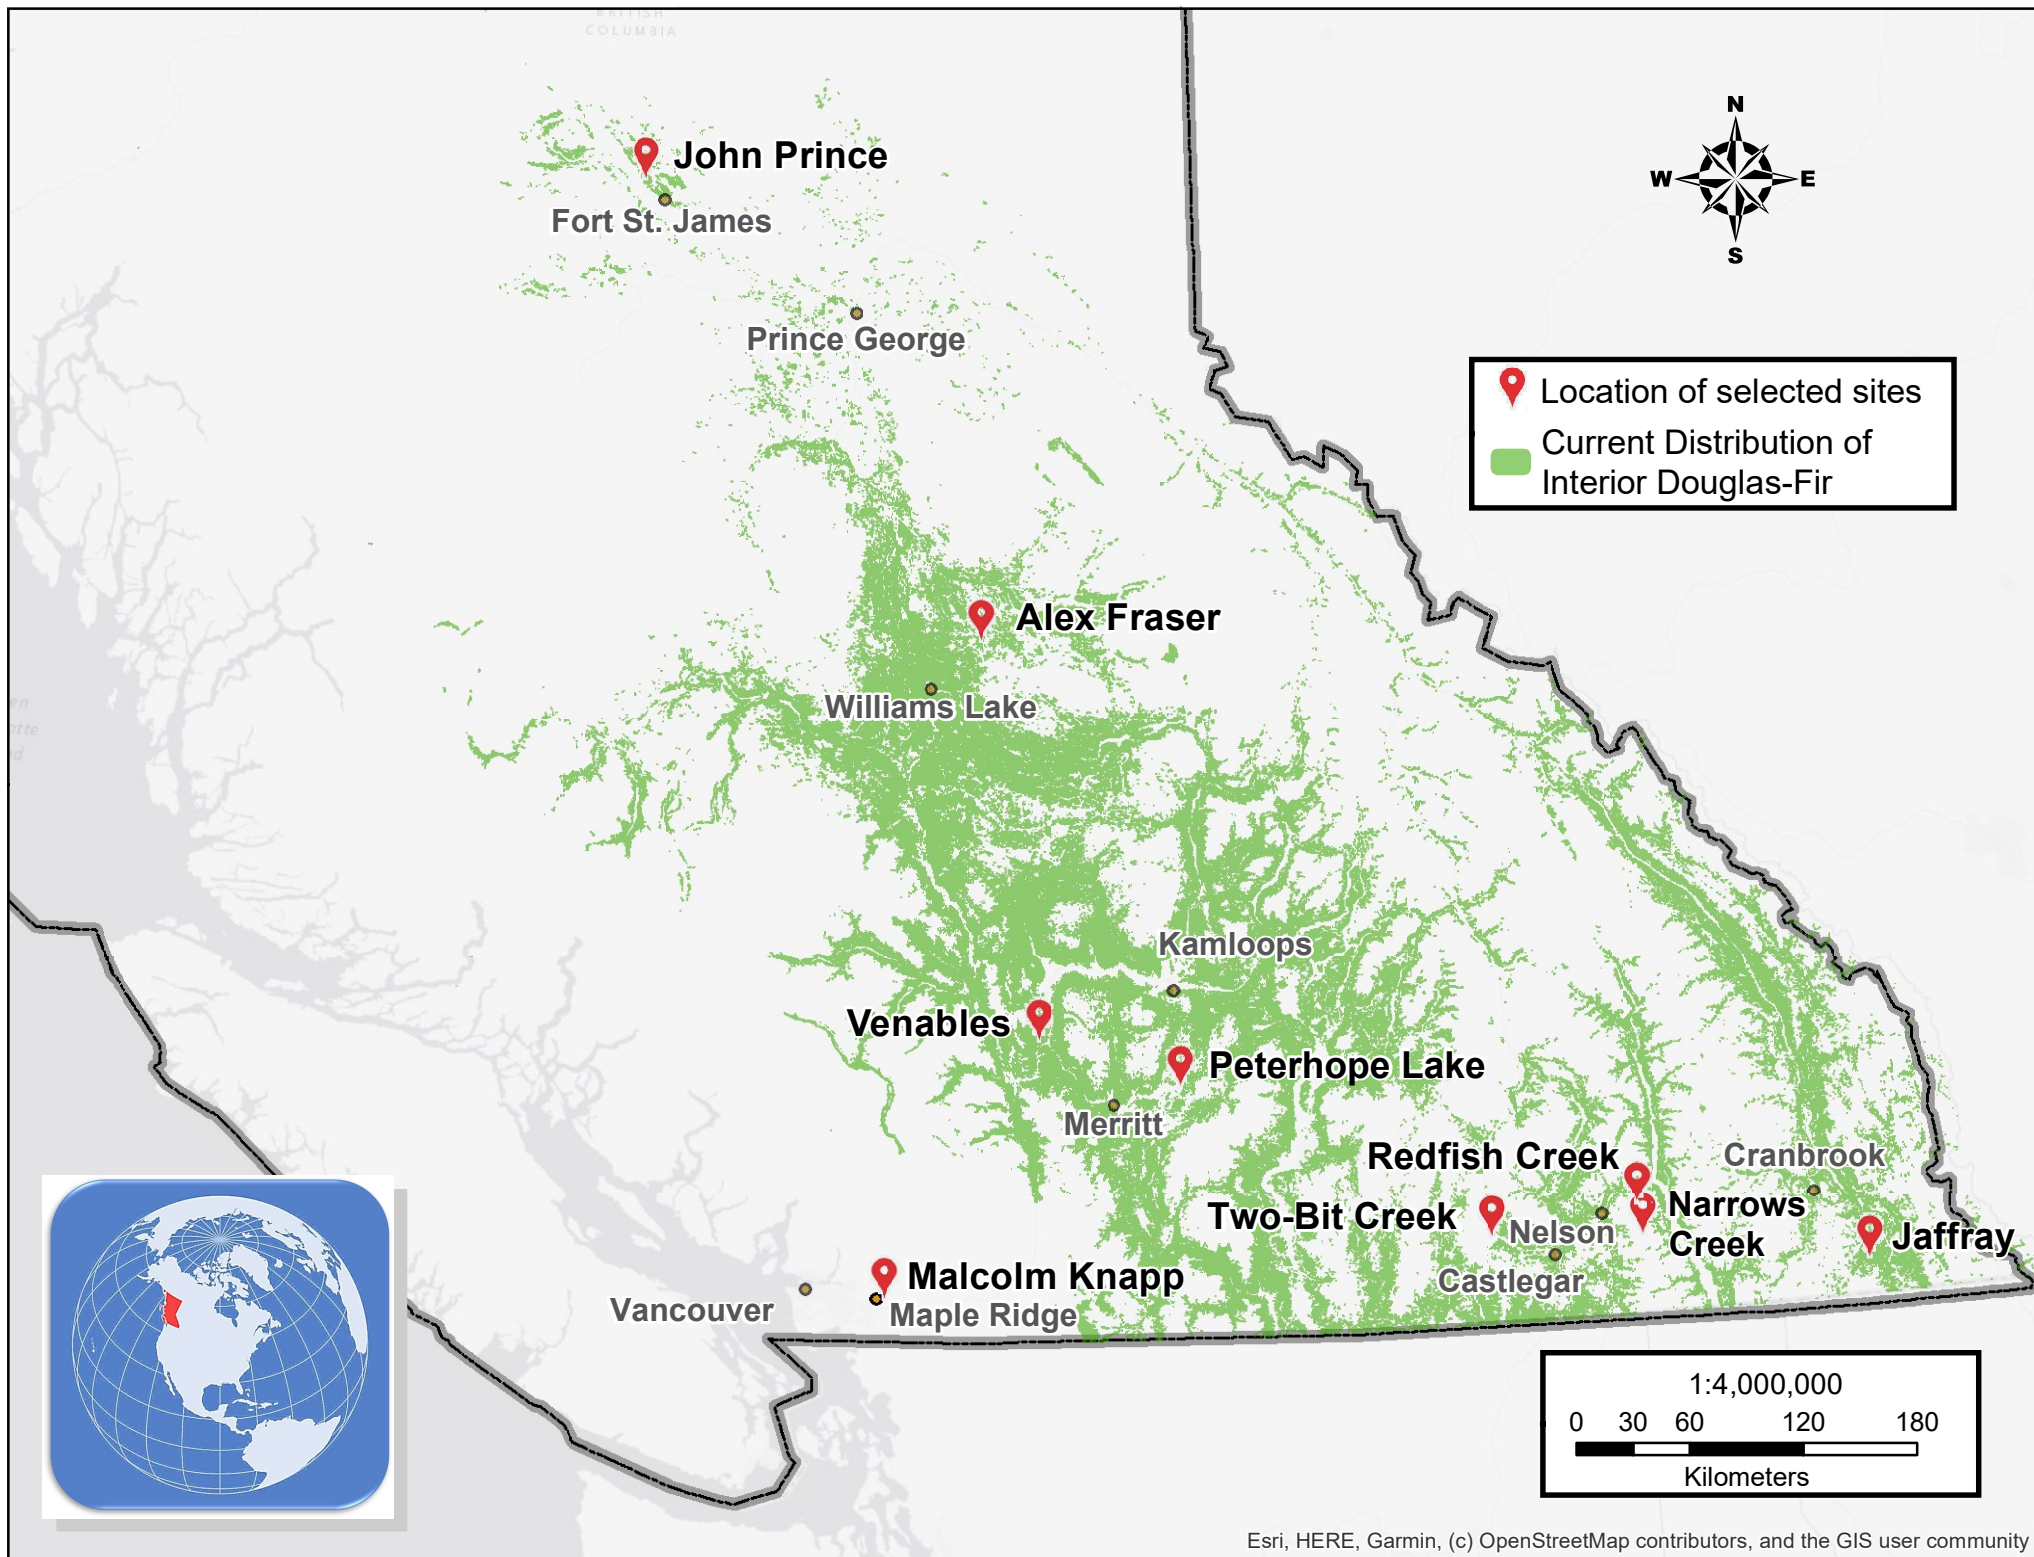 BRITISH
COLUMBIA
N
W
E
S
John Prince
Fort St. James
Prince George
Location of selected sites
Current Distribution of
Interior Douglas-Fir
Alex Fraser
Williams Lake
Kamloops
Venables
Peterhope Lake
Merritt
Redfish Creek
Cranbrook
Two-Bit Creek
Nelson
Narrows
Creek
Jaffray
Castlegar
Malcolm Knapp
Vancouver
Maple Ridge
1:4,000,000
0 30 60 120 180
Kilometers
Esri, HERE, Garmin, (c) OpenStreetMap contributors, and the GIS user community